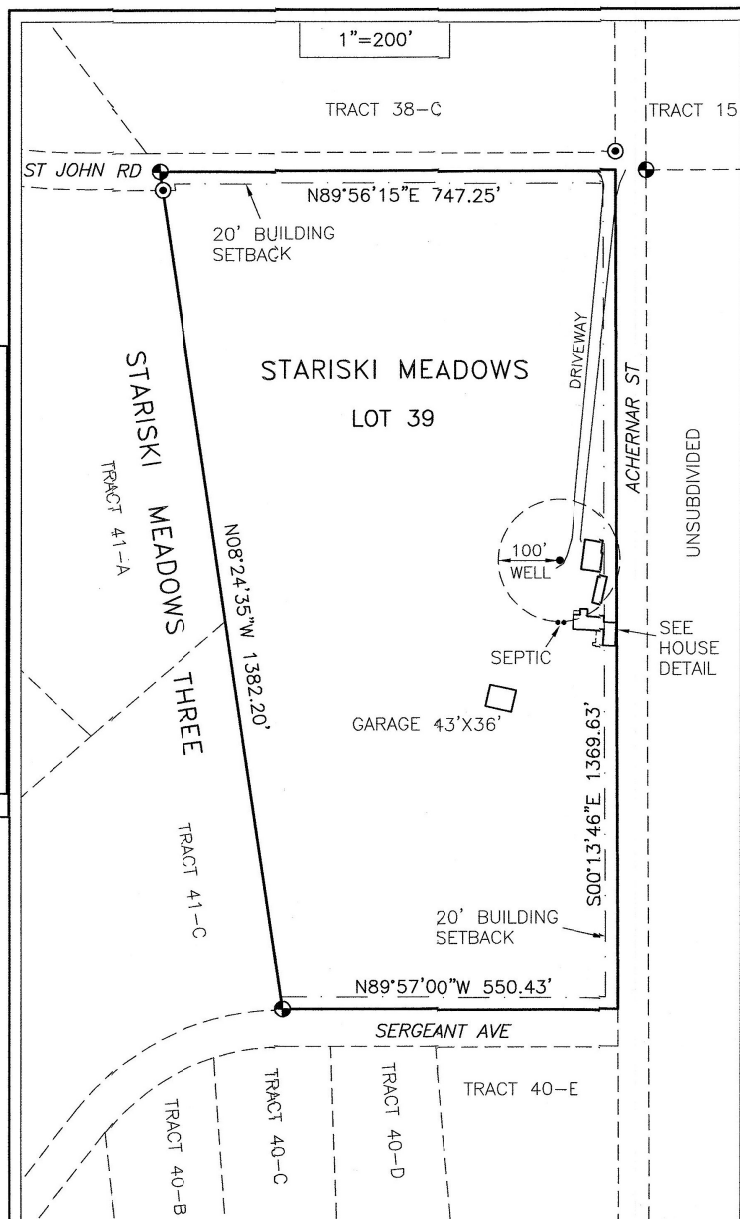 1"=200'
TRACT 38-C
TRACT 15
ST JOHN RD
N89°56'15"E 747.25'
20' BUILDING
SETBACK
DRIVEWAY
STARISKI MEADOWS
LOT 39
ACHERNAR ST
STARISKI MEADOWS THREE
TRACT 41-A
UNSUBDIVIDED
N08°24'35"W 1382.20'
100'
WELL
SEPTIC
SEE
HOUSE
DETAIL
GARAGE 43'X36'
S00°13'46"E 1369.63'
TRACT 41-C
20' BUILDING
SETBACK
N89°57'00"W 550.43'
SERGEANT AVE
TRACT 40-B
TRACT 40-C
TRACT 40-D
TRACT 40-E